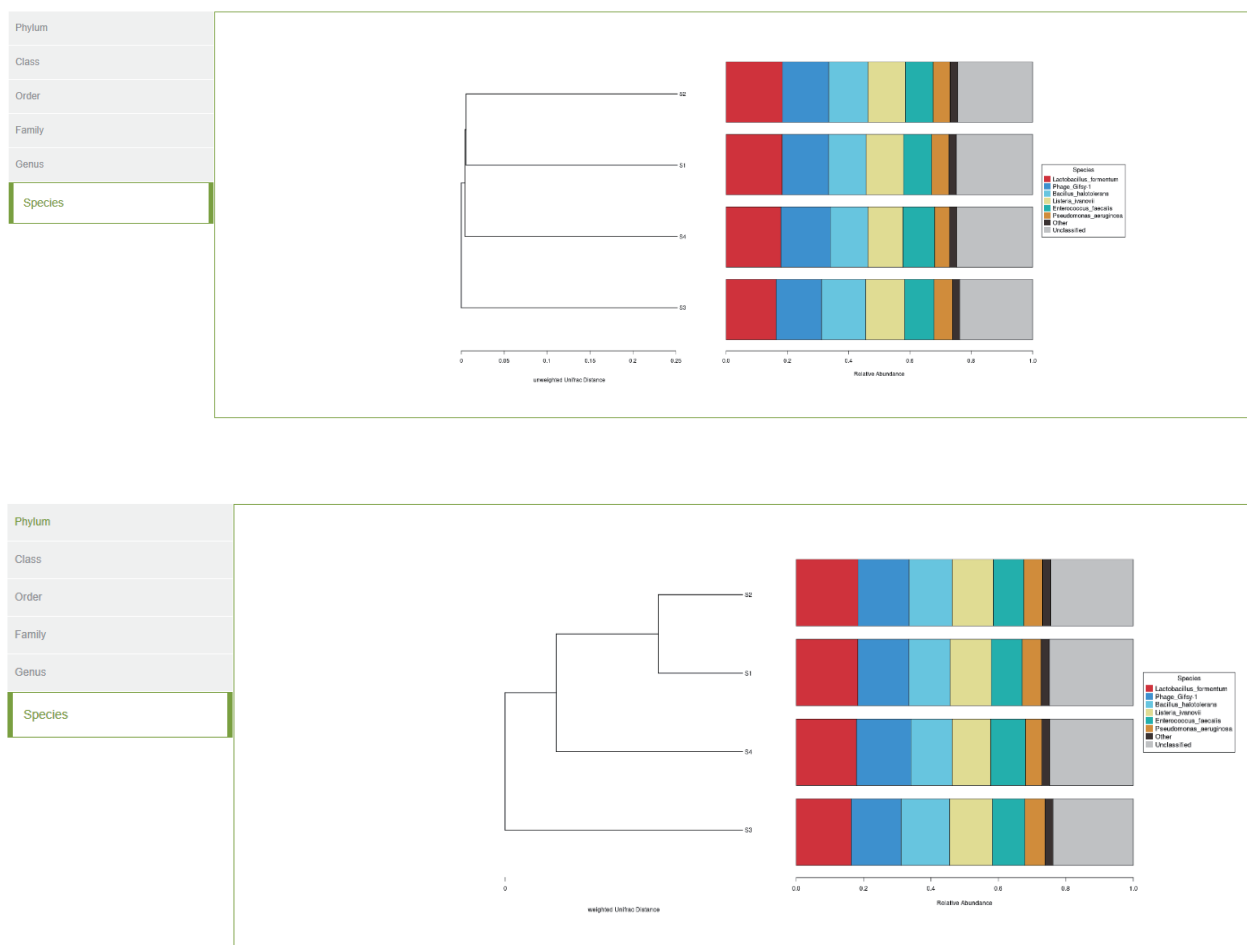 Phylum
Class
Order
Family
Genus
Species
S2
S1
S4
S3
0 0.05 0.1 0.15 0.2 0.25
unweighted Unifrac Distance
0.0 0.2 0.4 0.6 0.8 1.0
Relative Abundance
Species
Lactobacillus_fermentum
Phage_Gifsy-1
Bacillus_halotolerans
Listeria_ivanovii
Enterococcus_faecalis
Pseudomonas_aeruginosa
Other
Unclassified
Phylum
Class
Order
Family
Genus
Species
S2
S1
S4
S3
0
weighted Unifrac Distance
0.0 0.2 0.4 0.6 0.8 1.0
Relative Abundance
Species
Lactobacillus_fermentum
Phage_Gifsy-1
Bacillus_halotolerans
Listeria_ivanovii
Enterococcus_faecalis
Pseudomonas_aeruginosa
Other
Unclassified